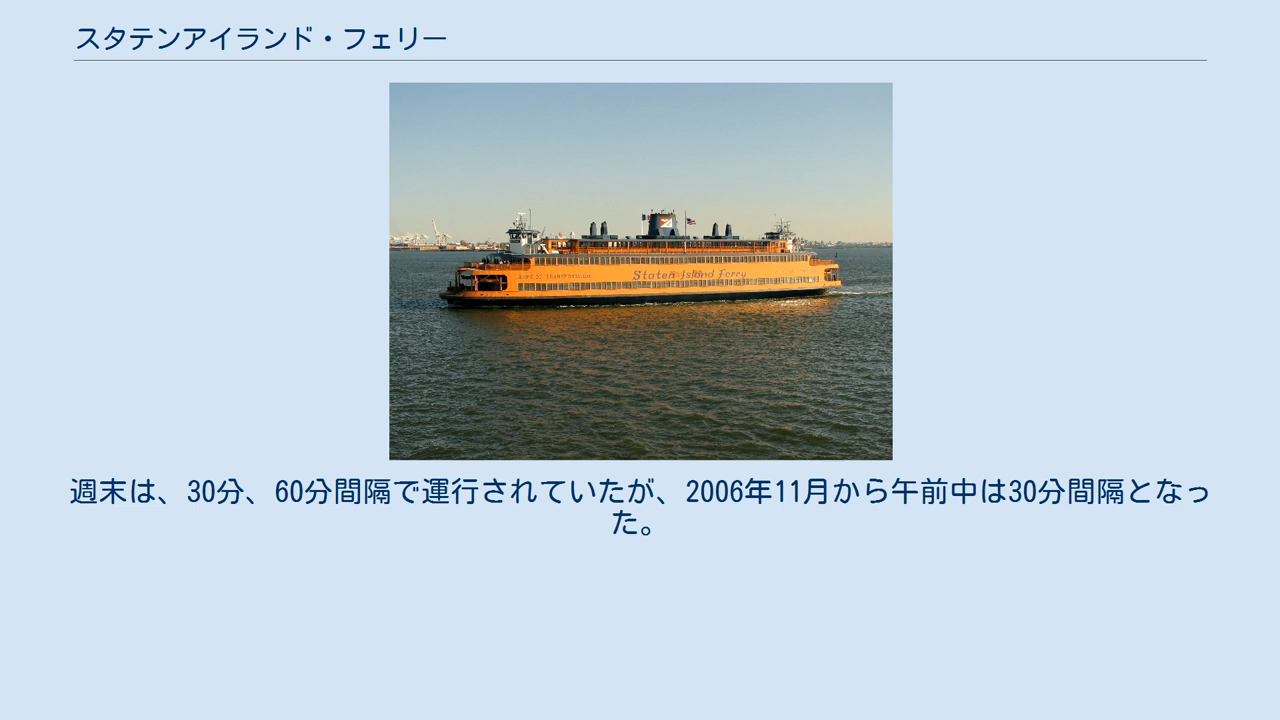 スタテンアイランド・フェリー
Staten Island Ferry
週末は、30分、60分間隔で運行されていたが、2006年11月から午前中は30分間隔となっ
た。